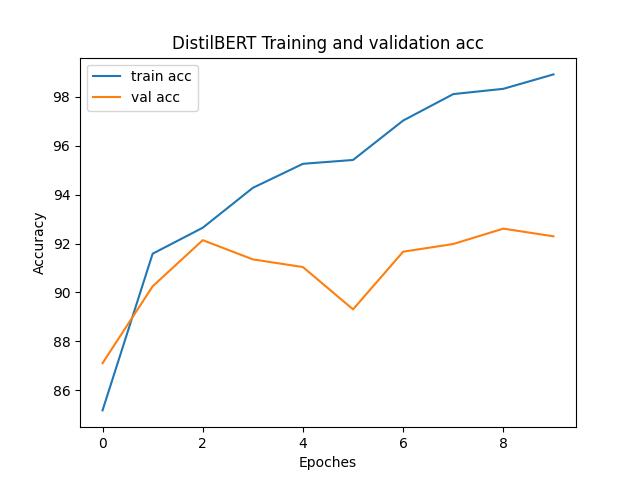 DistilBERT Training and validation acc
train acc
val acc
98
96
94
92
90
88
86
Accuracy
0 2 4 6 8
Epoches